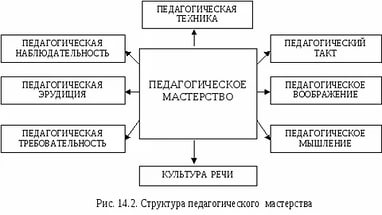 ПЕДАГОГИЧЕСКАЯ
ТЕХНИКА
ПЕДАГОГИЧЕСКАЯ
НАБЛЮДАТЕЛЬНОСТЬ
ПЕДАГОГИЧЕСКИЙ
ТАКТ
ПЕДАГОГИЧЕСКАЯ
ЭРУДИЦИЯ
ПЕДАГОГИЧЕСКОЕ
МАСТЕРСТВО
ПЕДАГОГИЧЕСКОЕ
ВООБРАЖЕНИЕ
ПЕДАГОГИЧЕСКАЯ
ТРЕБОВАТЕЛЬНОСТЬ
ПЕДАГОГИЧЕСКОЕ
МЫШЛЕНИЕ
КУЛЬТУРА РЕЧИ
Рис. 14.2. Структура педагогического мастерства